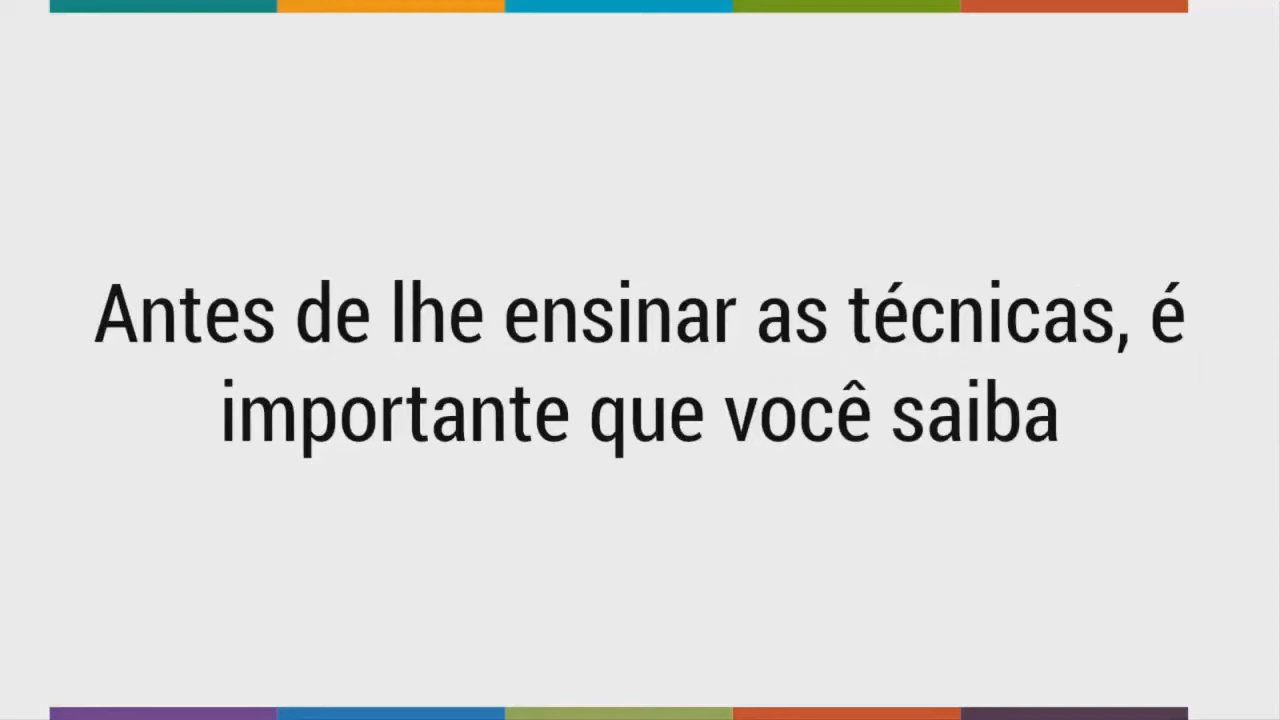 Antes de lhe ensinar as técnicas, é
importante que você saiba